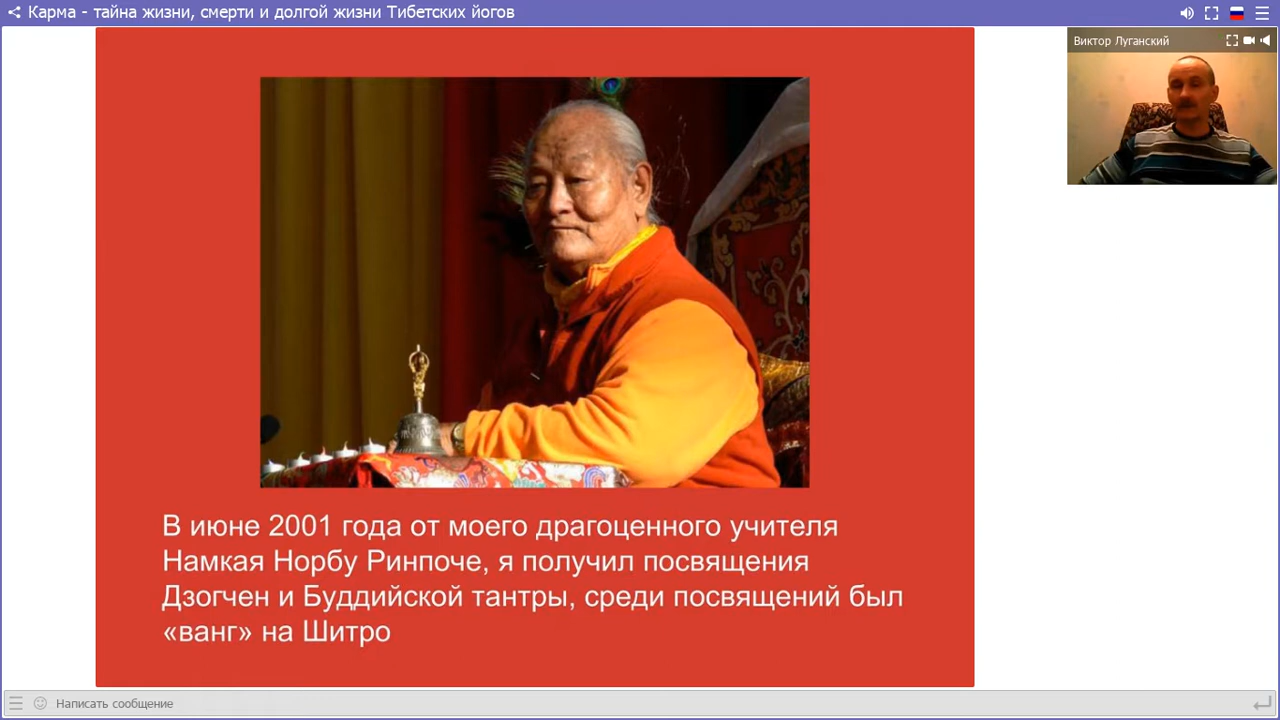 Карма - тайна жизни, смерти и долгой жизни Тибетских йогов
Виктор Луганский
В июне 2001 года от моего драгоценного учителя
Намкая Норбу Ринпоче, я получил посвящения
Дзогчен и Буддийской тантры, среди посвящений был
«ванг» на Шитро
Написать сообщение